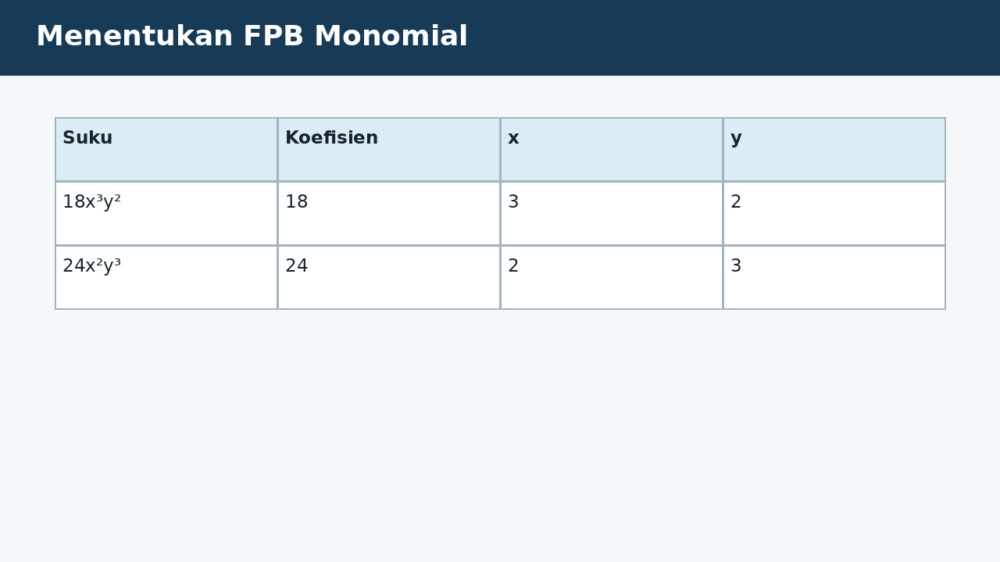 Menentukan FPB Monomial
Suku Koefisien x y
18x³y² 18 3 2
24x²y³ 24 2 3